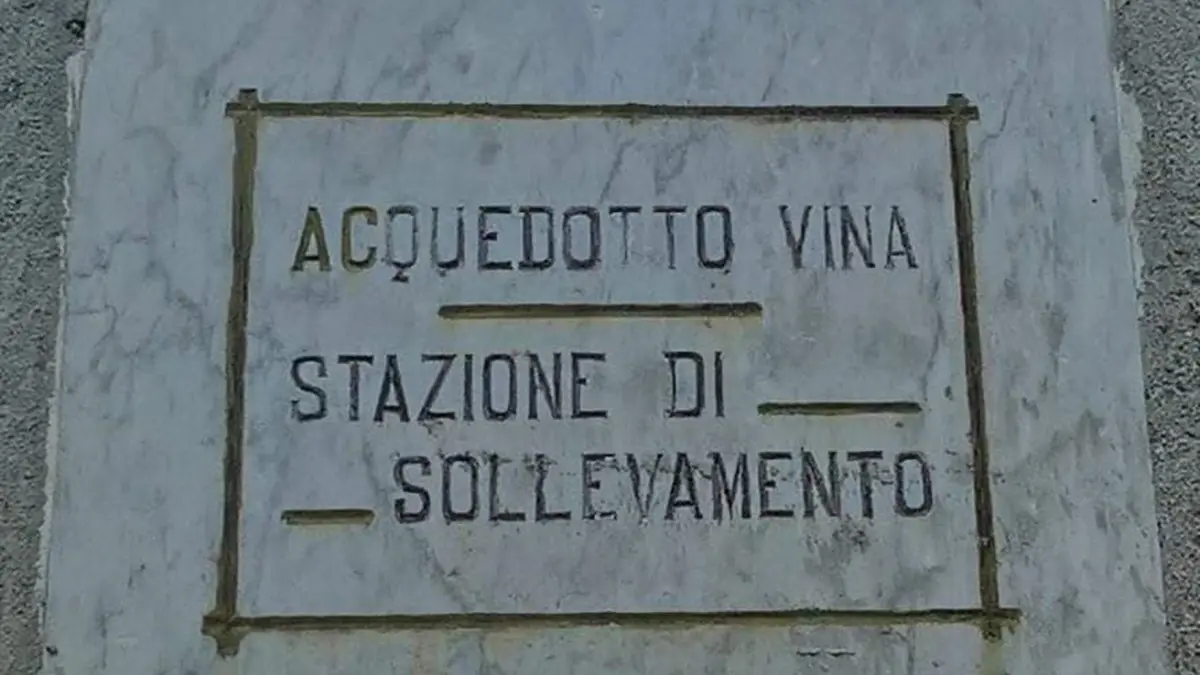 ACQUEDOTTO VINA
STAZIONE DI
SOLLEVAMENTO